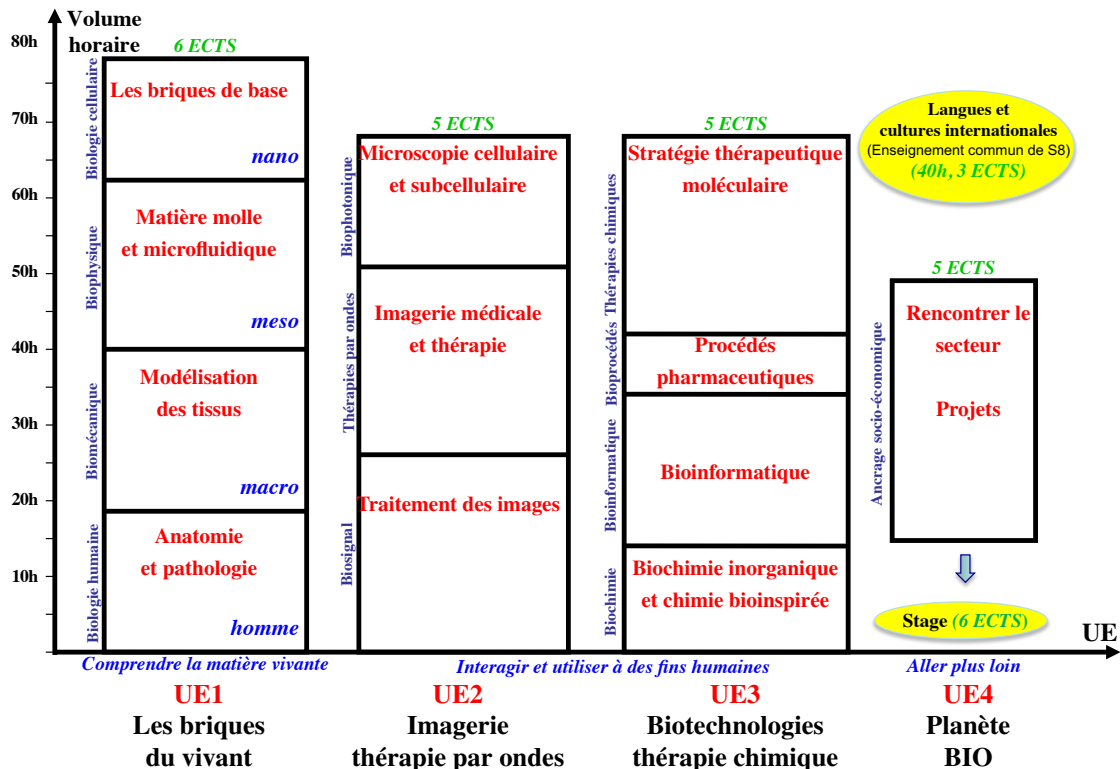 Volume
horaire
80h
70h
60h
50h
40h
30h
20h
10h
6 ECTS
Biologie cellulaire
Les briques de base
nano
Biophysique
Matière molle
et microfluidique
meso
Biomécanique
Modélisation
des tissus
macro
Biologie humaine
Anatomie
et pathologie
homme
5 ECTS
Biophotonique
Microscopie cellulaire
et subcellulaire
Thérapies par ondes
Imagerie médicale
et thérapie
Biosignal
Traitement des images
5 ECTS
Thérapies chimiques
Stratégie thérapeutique
moléculaire
Bioprocédés
Procédés
pharmaceutiques
Bioinformatique
Bioinformatique
Biochimie
Biochimie inorganique
et chimie bioinspirée
Langues et
cultures internationales
(Enseignement commun de S8)
(40h, 3 ECTS)
5 ECTS
Ancrage socio-économique
Rencontrer le
secteur
Projets
Stage (6 ECTS)
UE
Comprendre la matière vivante
Interagir et utiliser à des fins humaines
Aller plus loin
UE1
Les briques
du vivant
UE2
Imagerie
thérapie par ondes
UE3
Biotechnologies
thérapie chimique
UE4
Planète
BIO